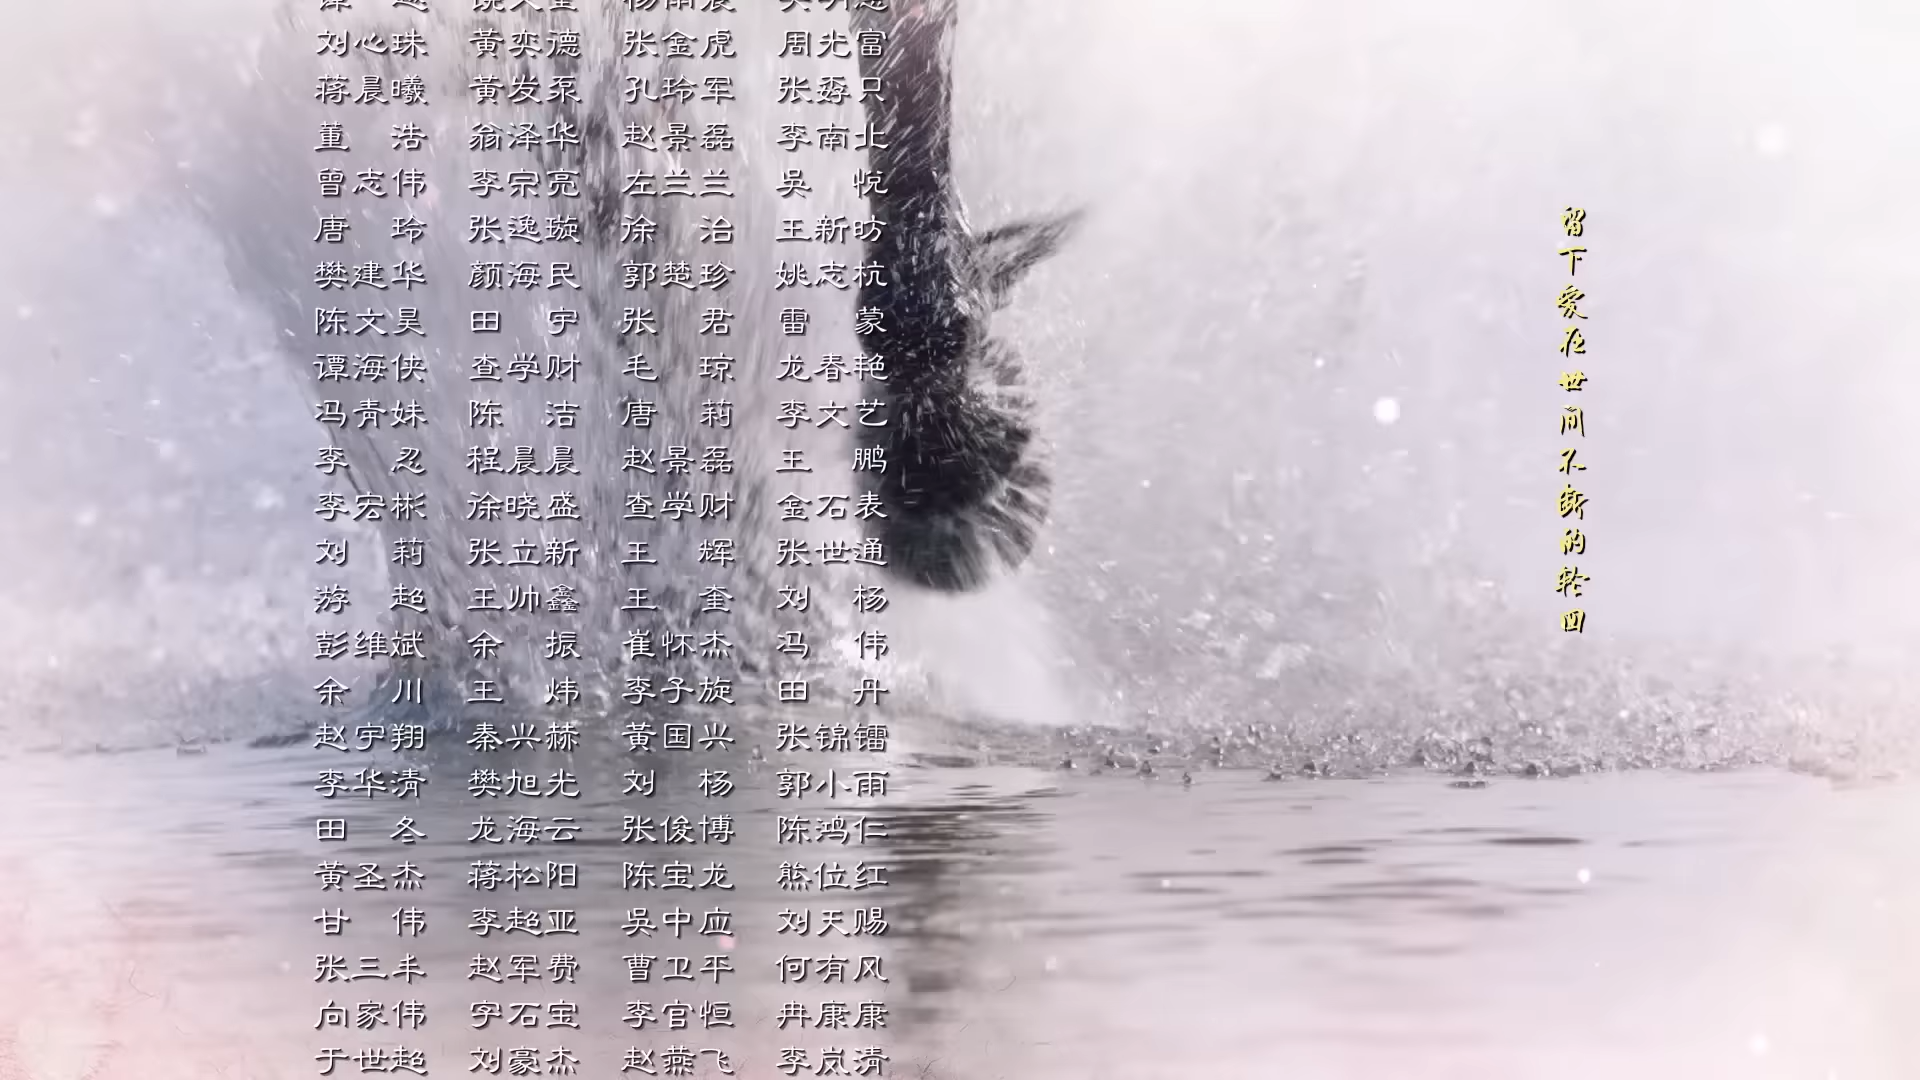 刘心珠 黄奕德 张金虎 周光富
蒋晨曦 黄发泵 孔玲军 张孬只
董浩 翁泽华 赵景磊 李南北
曾志伟 李宗亮 左兰兰 吴悦
唐玲 张逸璇 徐治 王新昉
樊建华 颜海民 郭楚珍 姚志杭
陈文昊 田宇 张君 雷蒙
谭海侠 查学财 毛琼 龙春艳
冯青妹 陈洁 唐莉 李文艺
李忍 程晨晨 赵景磊 王鹏
李宏彬 徐晓盛 查学财 金石表
刘莉 张立新 王辉 张世通
游超 王帅鑫 王奎 刘杨
彭维斌 余振 崔怀杰 冯伟
余川 王炜 李子旋 田丹
赵宇翔 秦兴赫 黄国兴 张锦镭
李华清 樊旭光 刘杨 郭小雨
田冬 龙海云 张俊博 陈鸿仁
黄圣杰 蒋松阳 陈宝龙 熊位红
甘伟 李超亚 吴中应 刘天赐
张三丰 赵军费 曹卫平 何有风
向家伟 字石宝 李官恒 冉康康
于世超 刘豪杰 赵燕飞 李岚清
留下爱在世间不断的轮回